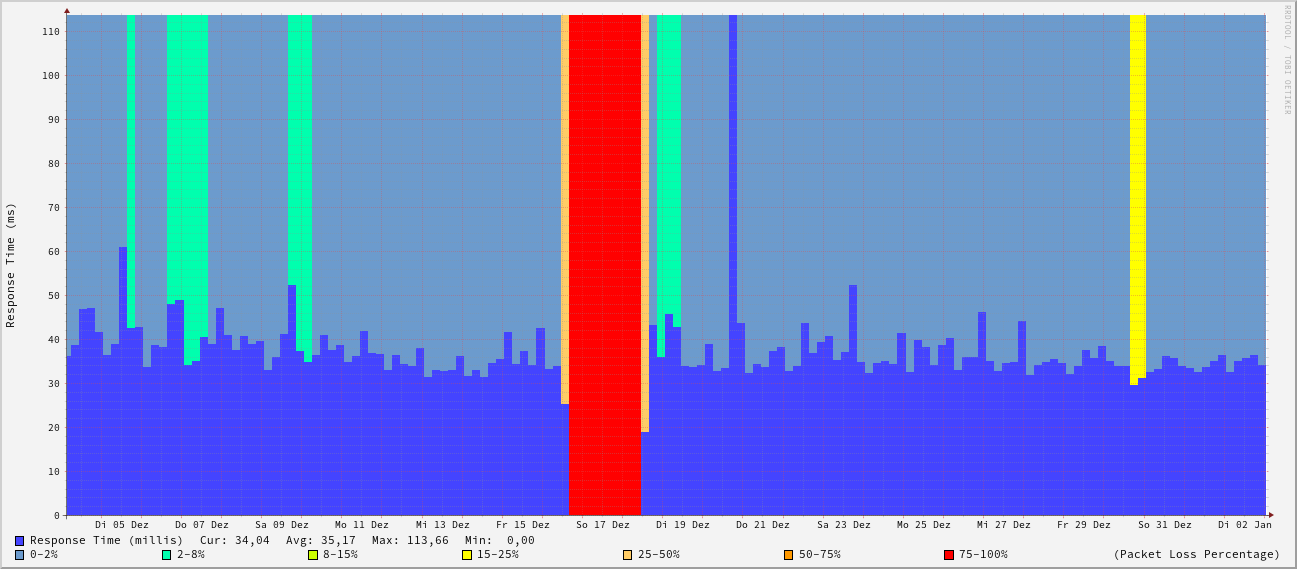 RRDTOOL / TOBI OETIKER
Response Time (ms)
110
100
90
80
70
60
50
40
30
20
10
0
Di 05 Dez Do 07 Dez Sa 09 Dez Mo 11 Dez Mi 13 Dez Fr 15 Dez So 17 Dez Di 19 Dez Do 21 Dez Sa 23 Dez Mo 25 Dez Mi 27 Dez Fr 29 Dez So 31 Dez Di 02 Jan
Response Time (millis) Cur: 34,04 Avg: 35,17 Max: 113,66 Min: 0,00
0-2% 2-8% 8-15% 15-25% 25-50% 50-75% 75-100% (Packet Loss Percentage)